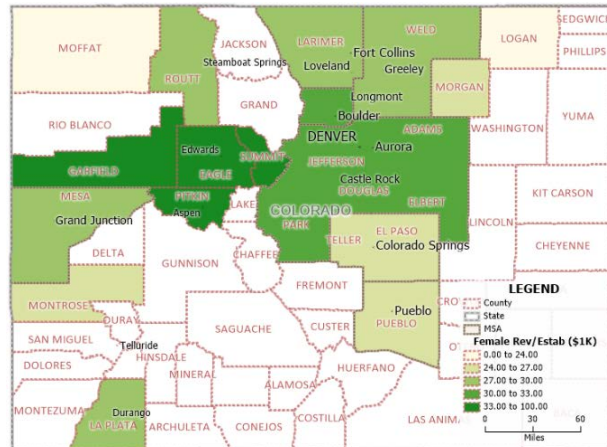 SEDGWICK
MOFFAT
JACKSON
LARIMER
WELD
LOGAN
Steamboat Springs
Fort Collins
PHILLIPS
ROUTT
Loveland
Greeley
MORGAN
GRAND
Longmont
RIO BLANCO
Boulder
WASHINGTON
YUMA
DENVER
ADAMS
Edwards
SUMMIT
Aurora
GARFIELD
EAGLE
JEFFERSON
Castle Rock
MESA
PITKIN
DOUGLAS
KIT CARSON
Aspen
LAKE
ELBERT
Grand Junction
COLORADO
LINCOLN
PARK
TELLER
EL PASO
DELTA
CHAFFEE
Colorado Springs
CHEYENNE
GUNNISON
FREMONT
LEGEND
MONTROSE
Pueblo
CRO
County
OURAY
CUSTER
PUEBLO
State
SAN MIGUEL
SAGUACHE
MSA
Telluride
Female Rev/Estab ($1K)
DOLORES
HINSDALE
HUERFANO
OT
0.00 to 24.00
MINERAL
24.00 to 27.00
ALAMOSA
27.00 to 30.00
MONTEZUMA
Durango
COSTILLA
30.00 to 33.00
LA PLATA
ARCHULETA
CONEJOS
LAS ANIMA
33.00 to 100.00
0 30 60
Miles